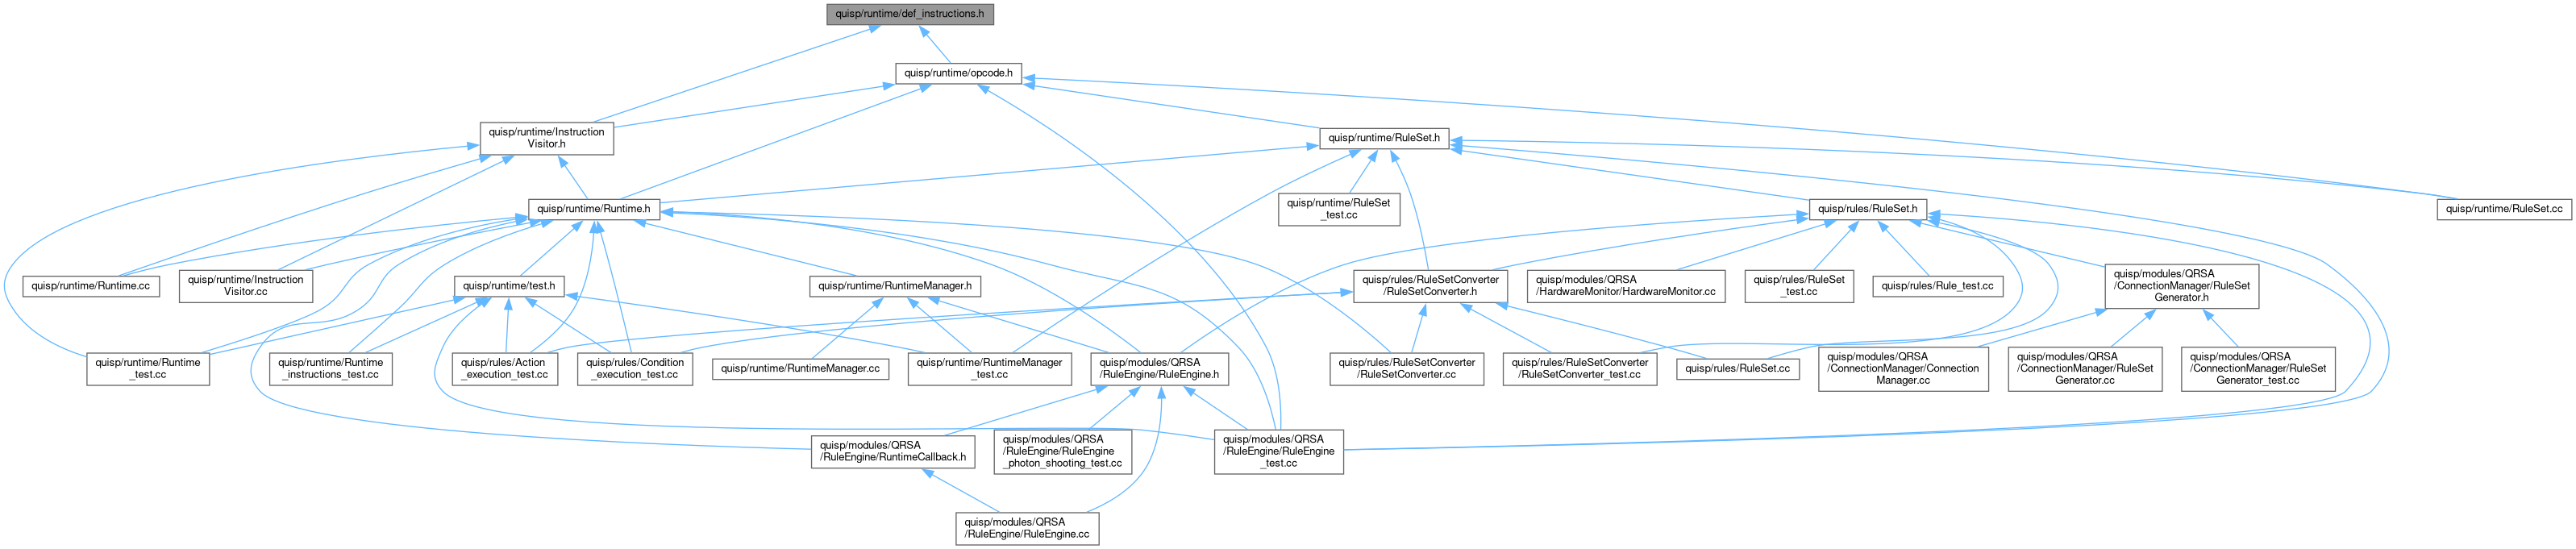 quisp/runtime/def_instructions.h
quisp/runtime/opcode.h
quisp/runtime/Instruction
Visitor.h
quisp/runtime/RuleSet.h
quisp/runtime/Runtime.h
quisp/runtime/RuleSet
_test.cc
quisp/rules/RuleSet.h
quisp/runtime/RuleSet.cc
quisp/runtime/Runtime.cc
quisp/runtime/Instruction
Visitor.cc
quisp/runtime/test.h
quisp/runtime/RuntimeManager.h
quisp/rules/RuleSetConverter
/RuleSetConverter.h
quisp/modules/QRSA
/HardwareMonitor/HardwareMonitor.cc
quisp/rules/RuleSet
_test.cc
quisp/rules/Rule_test.cc
quisp/modules/QRSA
/ConnectionManager/RuleSet
Generator.h
quisp/runtime/Runtime
_test.cc
quisp/runtime/Runtime
_instructions_test.cc
quisp/rules/Action
_execution_test.cc
quisp/rules/Condition
_execution_test.cc
quisp/runtime/RuntimeManager.cc
quisp/runtime/RuntimeManager
_test.cc
quisp/modules/QRSA
/RuleEngine/RuleEngine.h
quisp/rules/RuleSetConverter
/RuleSetConverter.cc
quisp/rules/RuleSetConverter
/RuleSetConverter_test.cc
quisp/rules/RuleSet.cc
quisp/modules/QRSA
/ConnectionManager/Connection
Manager.cc
quisp/modules/QRSA
/ConnectionManager/RuleSet
Generator.cc
quisp/modules/QRSA
/ConnectionManager/RuleSet
Generator_test.cc
quisp/modules/QRSA
/RuleEngine/RuntimeCallback.h
quisp/modules/QRSA
/RuleEngine/RuleEngine
_photon_shooting_test.cc
quisp/modules/QRSA
/RuleEngine/RuleEngine
_test.cc
quisp/modules/QRSA
/RuleEngine/RuleEngine.cc